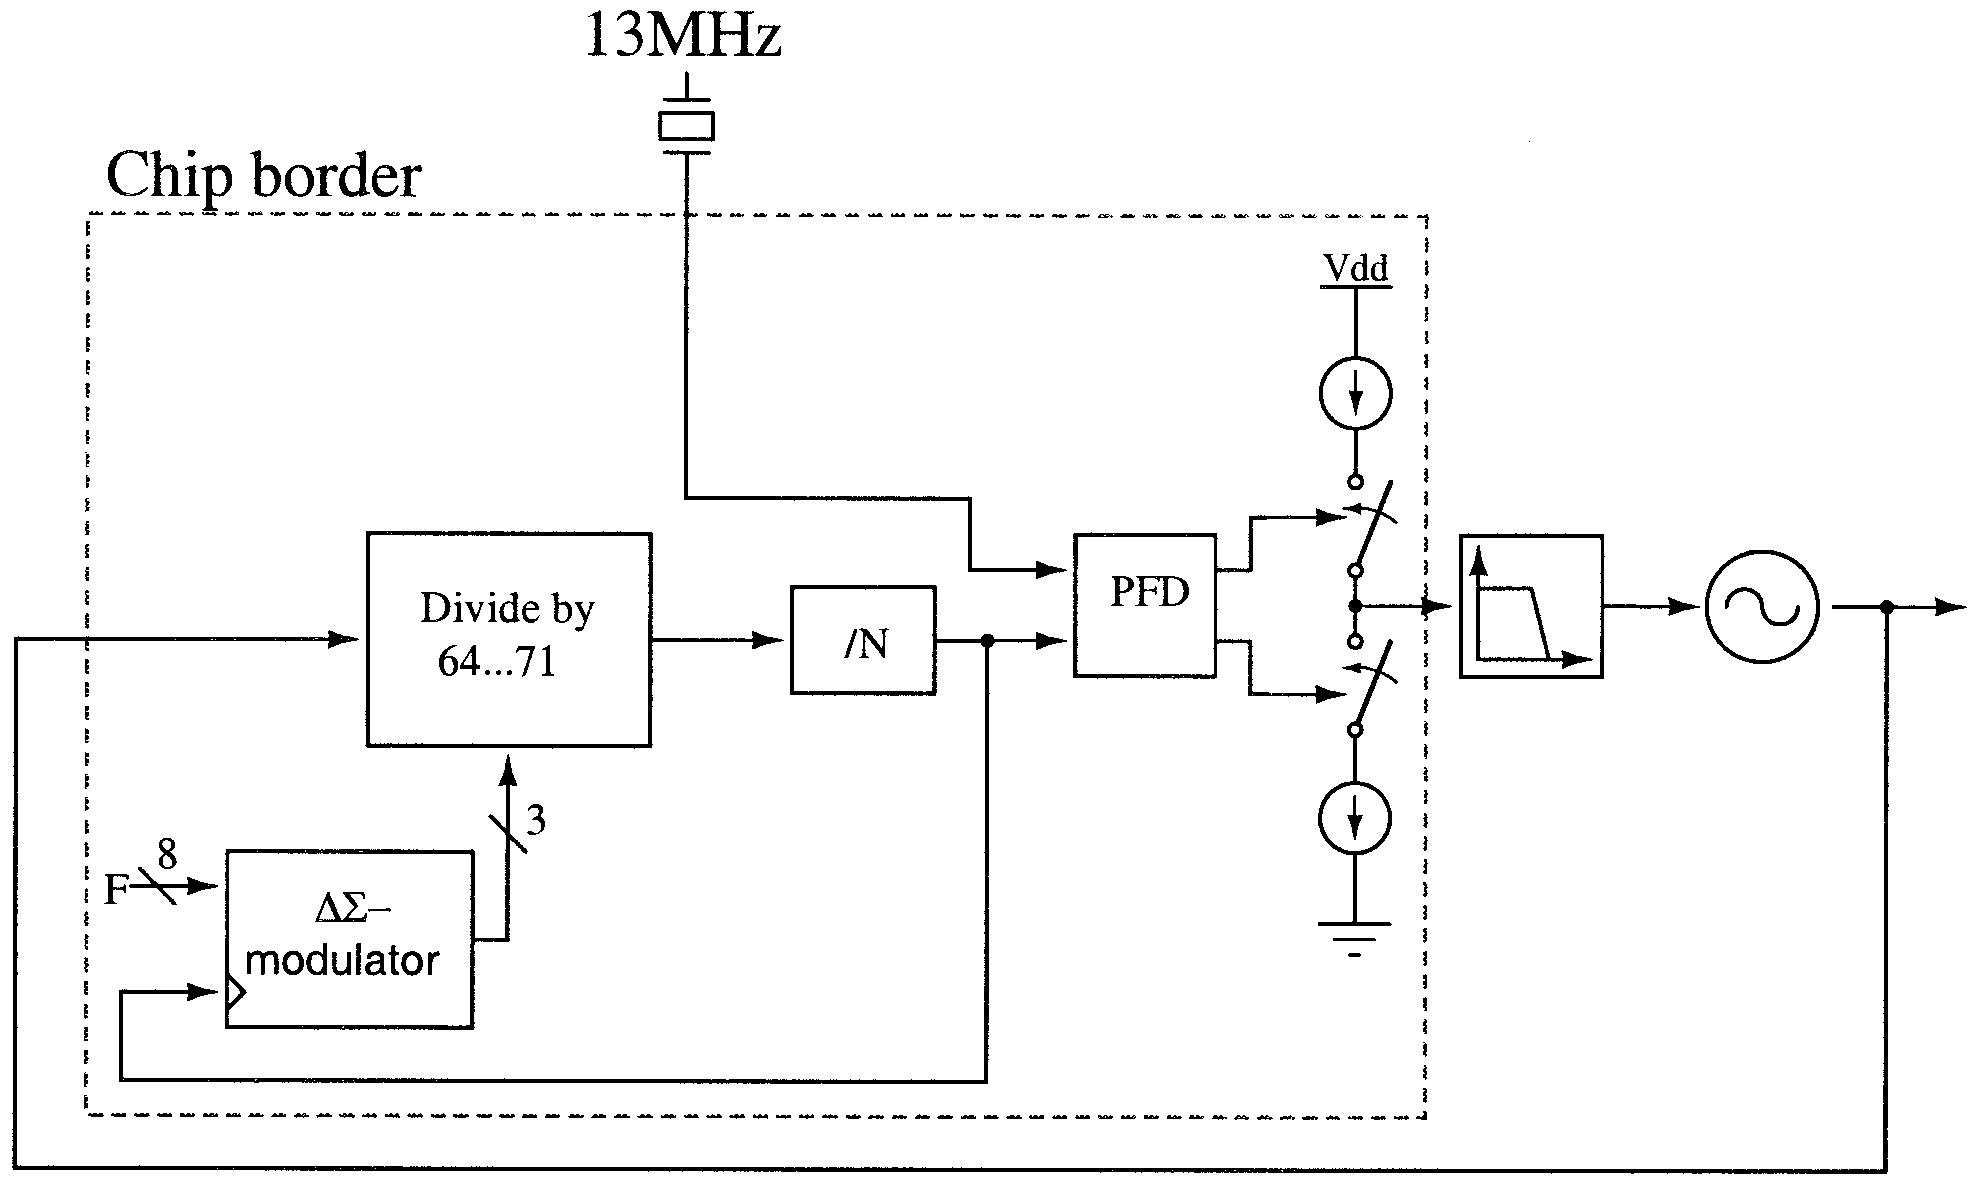 13MHz
Chip border
Vdd
Divide by
64...71
/N
PFD
3
8
F
ΔΣ–
modulator